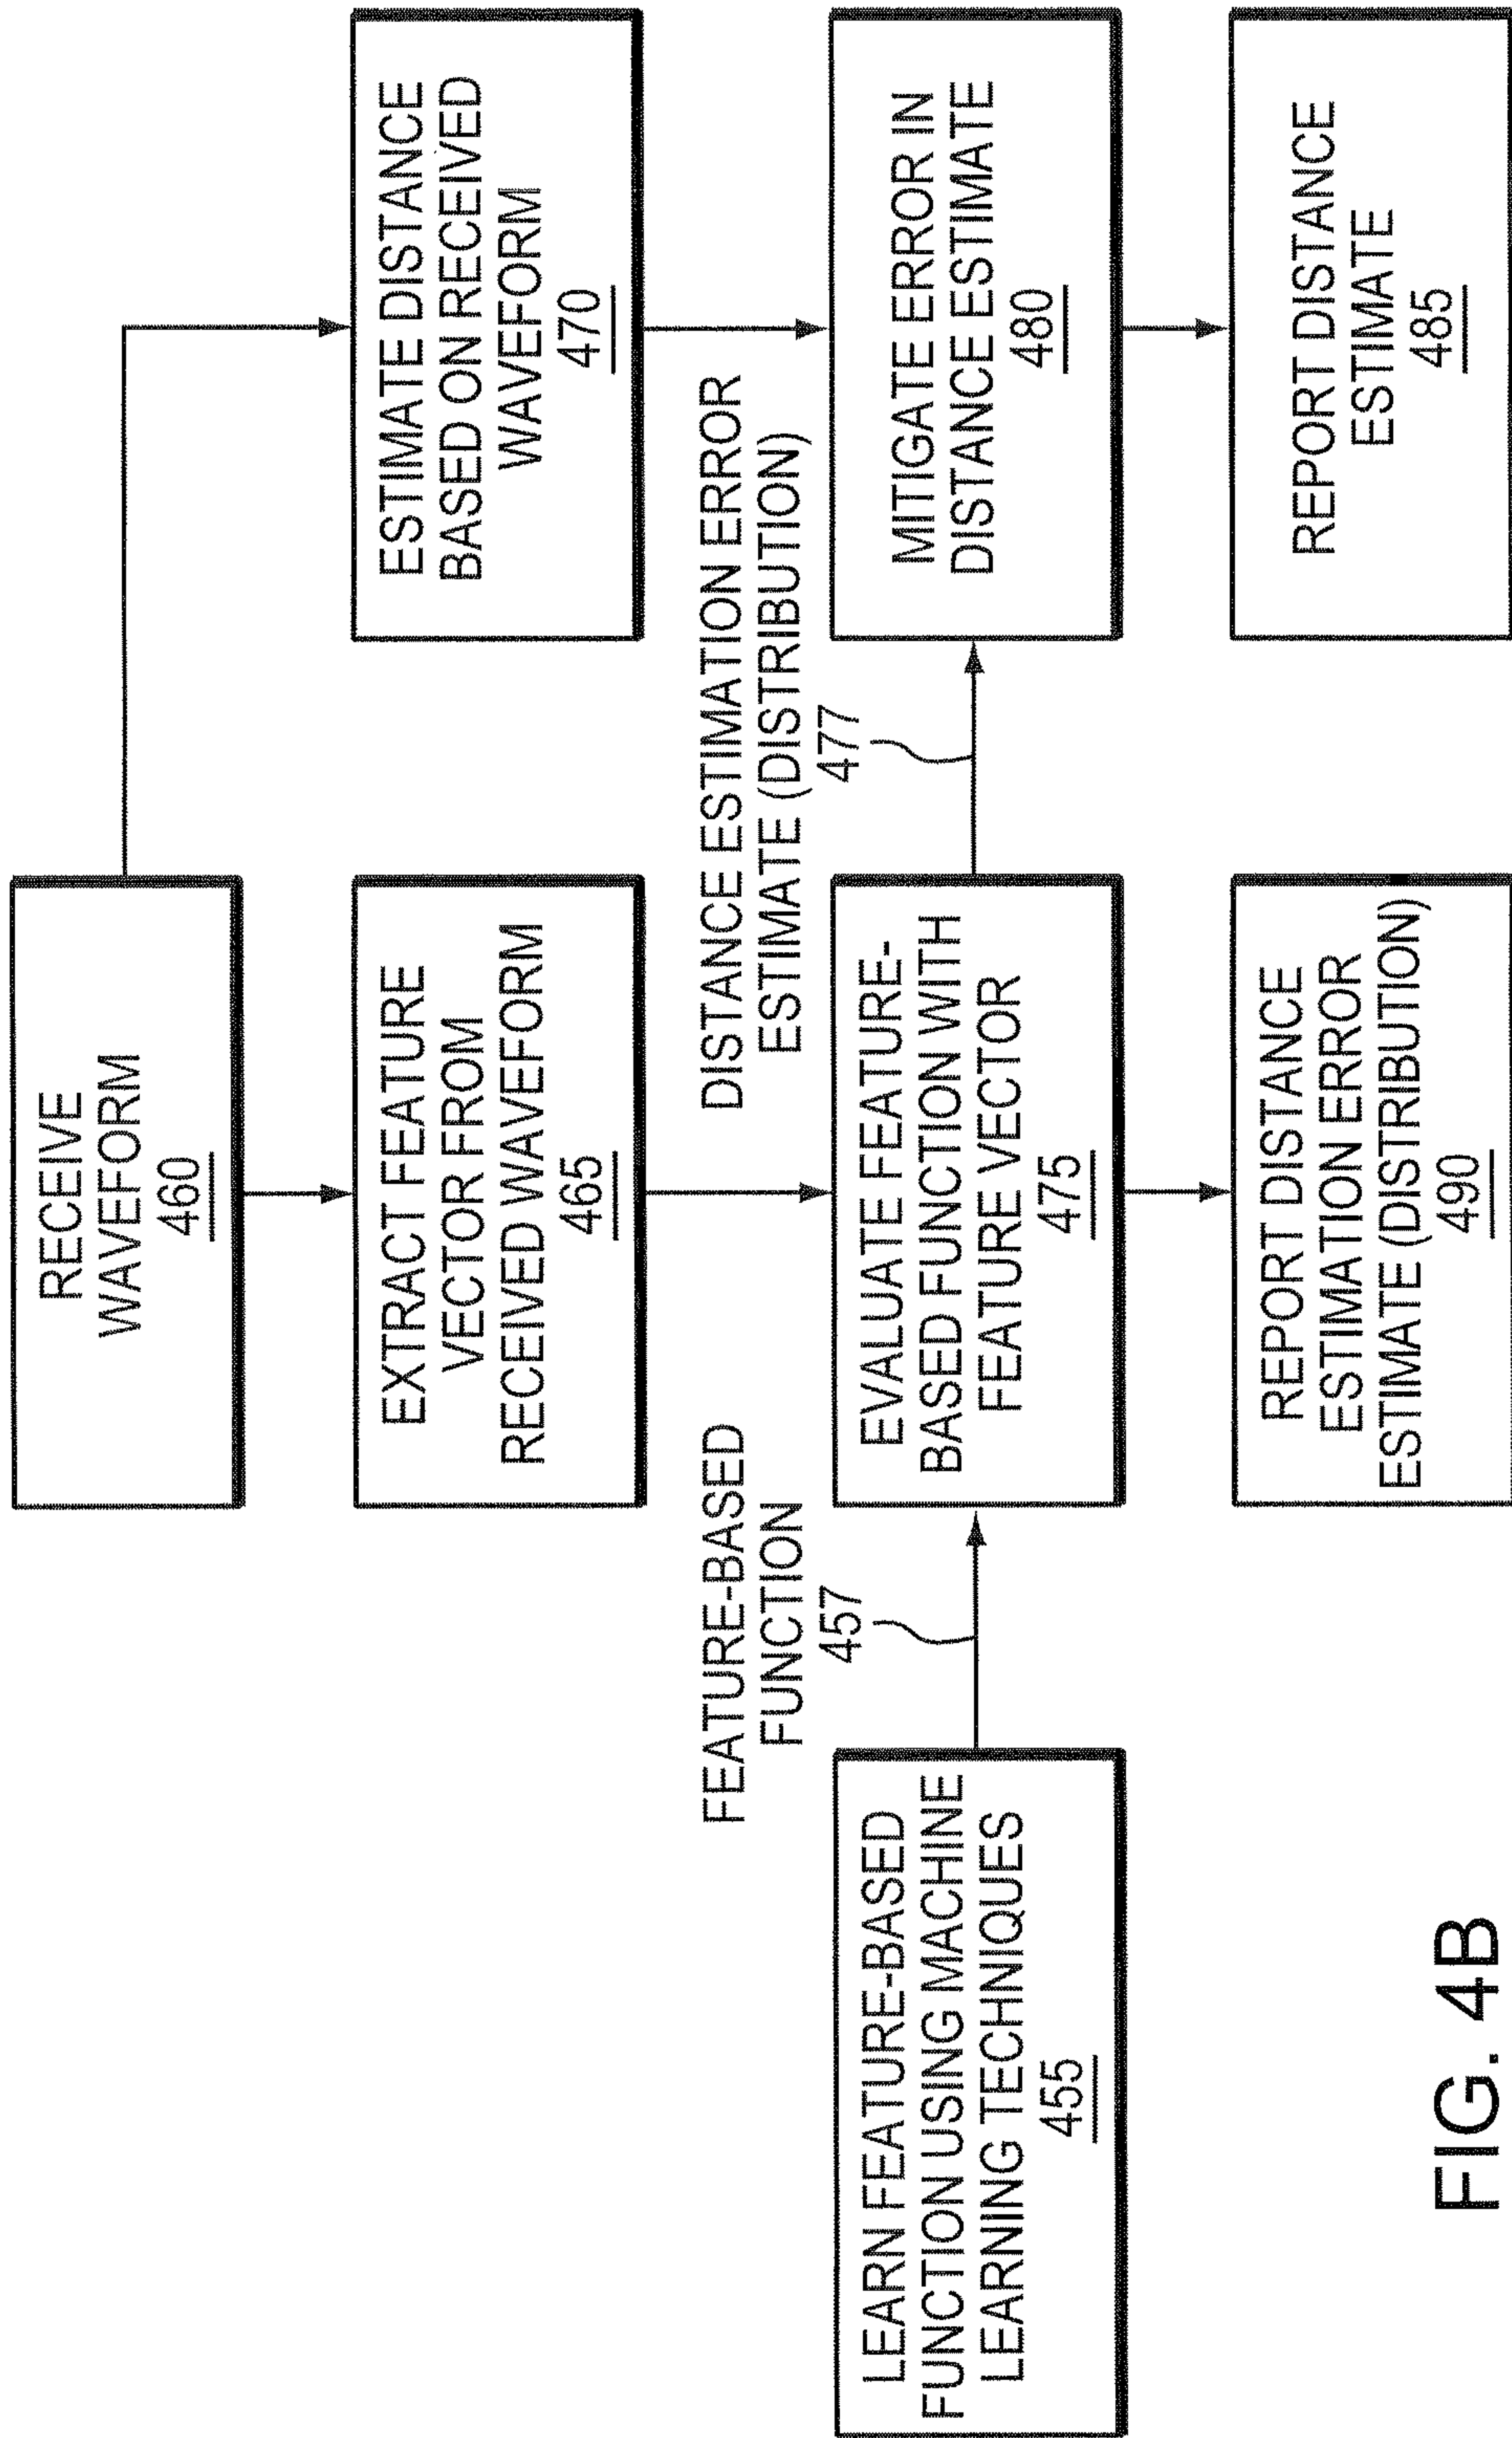 RECEIVE
WAVEFORM
460
EXTRACT FEATURE
VECTOR FROM
RECEIVED WAVEFORM
465
ESTIMATE DISTANCE
BASED ON RECEIVED
WAVEFORM
470
FEATURE-BASED
FUNCTION
457
DISTANCE ESTIMATION ERROR
ESTIMATE (DISTRIBUTION)
477
LEARN FEATURE-BASED
FUNCTION USING MACHINE
LEARNING TECHNIQUES
455
EVALUATE FEATURE-
BASED FUNCTION WITH
FEATURE VECTOR
475
MITIGATE ERROR IN
DISTANCE ESTIMATE
480
REPORT DISTANCE
ESTIMATION ERROR
ESTIMATE (DISTRIBUTION)
490
REPORT DISTANCE
ESTIMATE
485
FIG. 4B